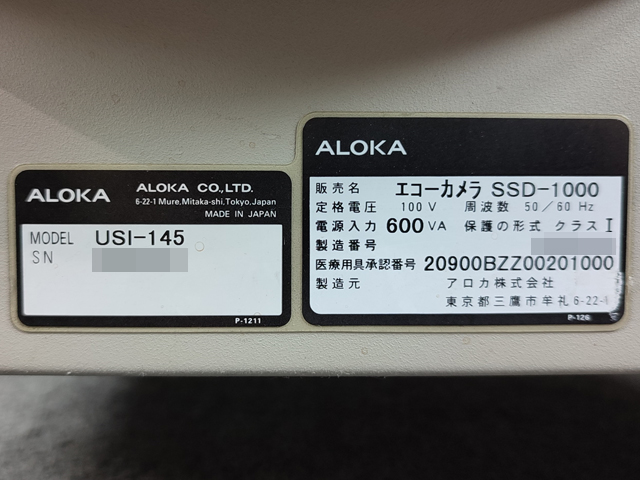 ALOKA
ALOKA CO.,LTD.
6-22-1 Mure,Mitaka-shi,Tokyo,Japan
MADE IN JAPAN
MODEL USI-145
SN
P-1211
ALOKA
販売名 エコーカメラ SSD-1000
定格電圧 100 V 周波数 50/60 Hz
電源入力 600 VA 保護の形式 クラス I
製造番号
医療用具承認番号 20900BZZ00201000
製造元 アロカ株式会社
東京都三鷹市牟礼 6-22-1
P-126